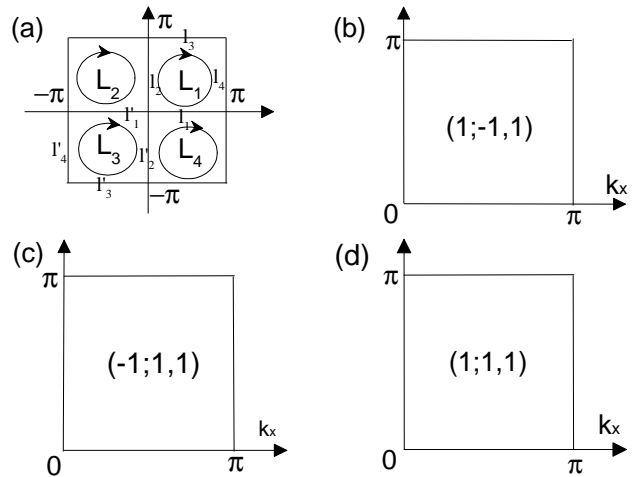 (a)
π
l₃
L₂
l₂
L₁
l₄
−π
π
l'₁
l₁
l'₄
L₃
l'₂
L₄
l'₃
−π
(b)
π
(1;-1,1)
kₓ
0
π
(c)
π
(-1;1,1)
kₓ
0
π
(d)
π
(1;1,1)
kₓ
0
π